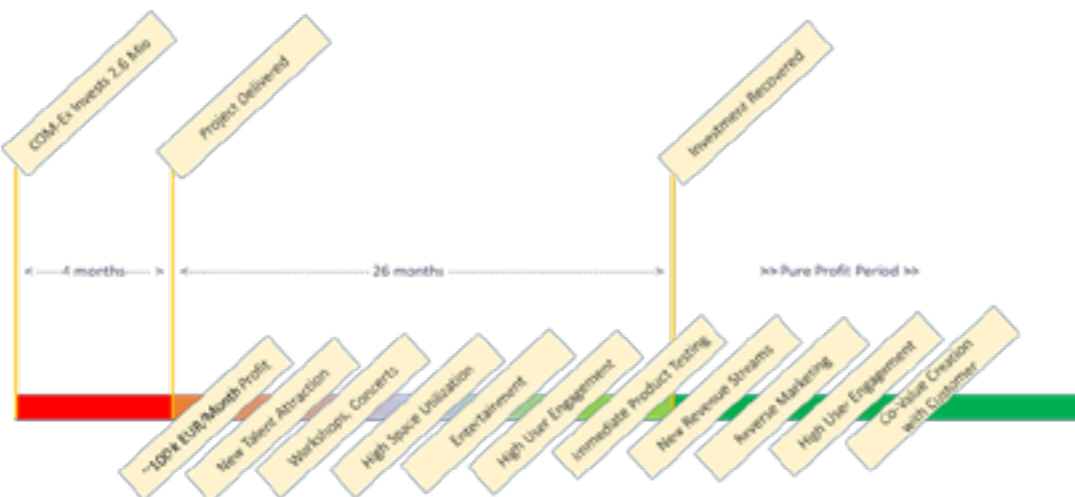 COM-Ex Invests 2.6 Mio
Project Delivered
Investment Recovered
4 months
26 months
>> Pure Profit Period >>
~100k EUR/Month Profit
New Talent Attraction
Workshops, Concerts
High Space Utilization
Entertainment
High User Engagement
Immediate Product Testing
New Revenue Streams
Reverse Marketing
High User Engagement
Co-Value Creation
with Customer